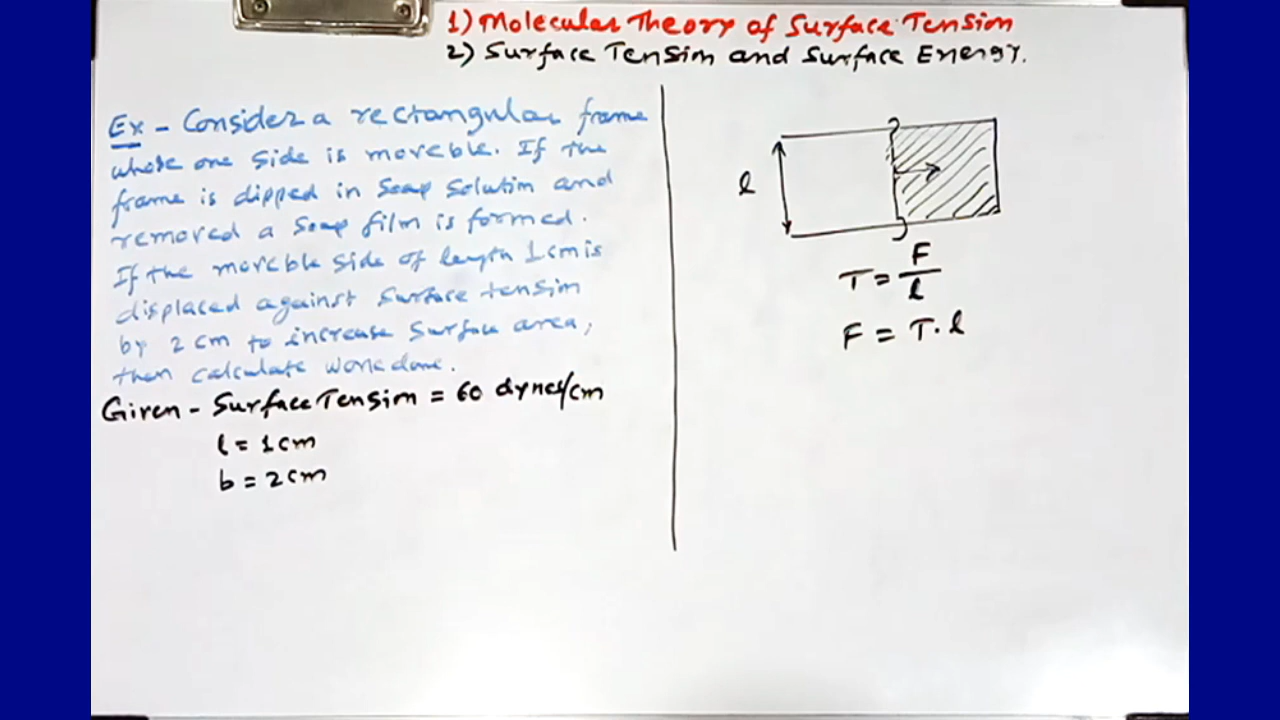 1) Molecular Theory of Surface Tension
2) Surface Tension and Surface Energy.
Ex - Consider a rectangular frame
whose one side is moveble. If the
frame is dipped in Soap Solution and
removed a Soap film is formed.
If the moveble side of length 1cm is
displaced against surface tension
by 2 cm to increase surface area,
then calculate work done.
Given - Surface Tension = 60 dynes/cm
l = 1cm
b = 2cm
l
T = F/l
F = T. l